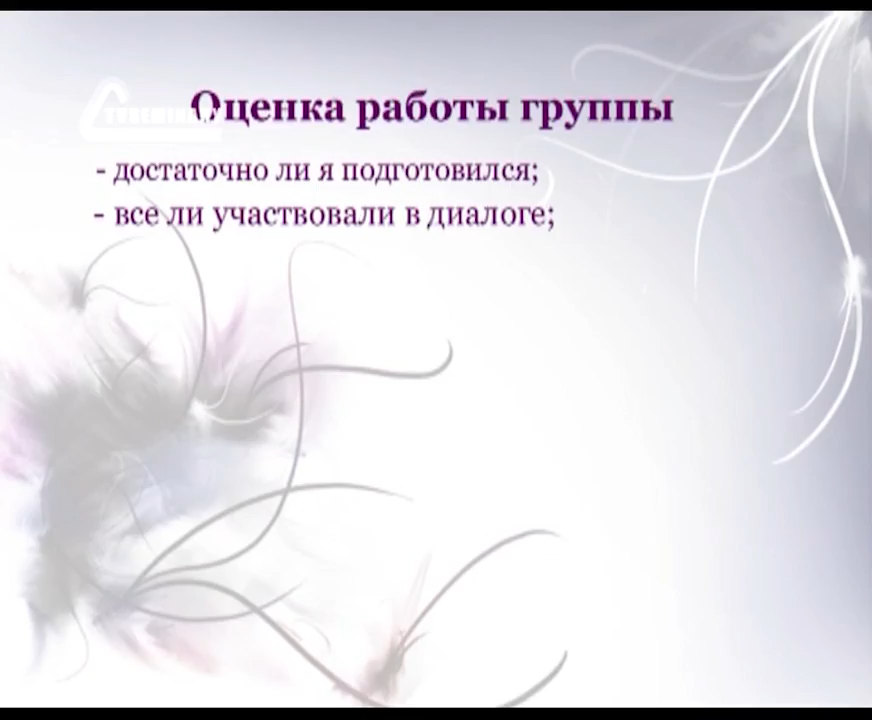 Оценка работы группы
- достаточно ли я подготовился;
- все ли участвовали в диалоге;